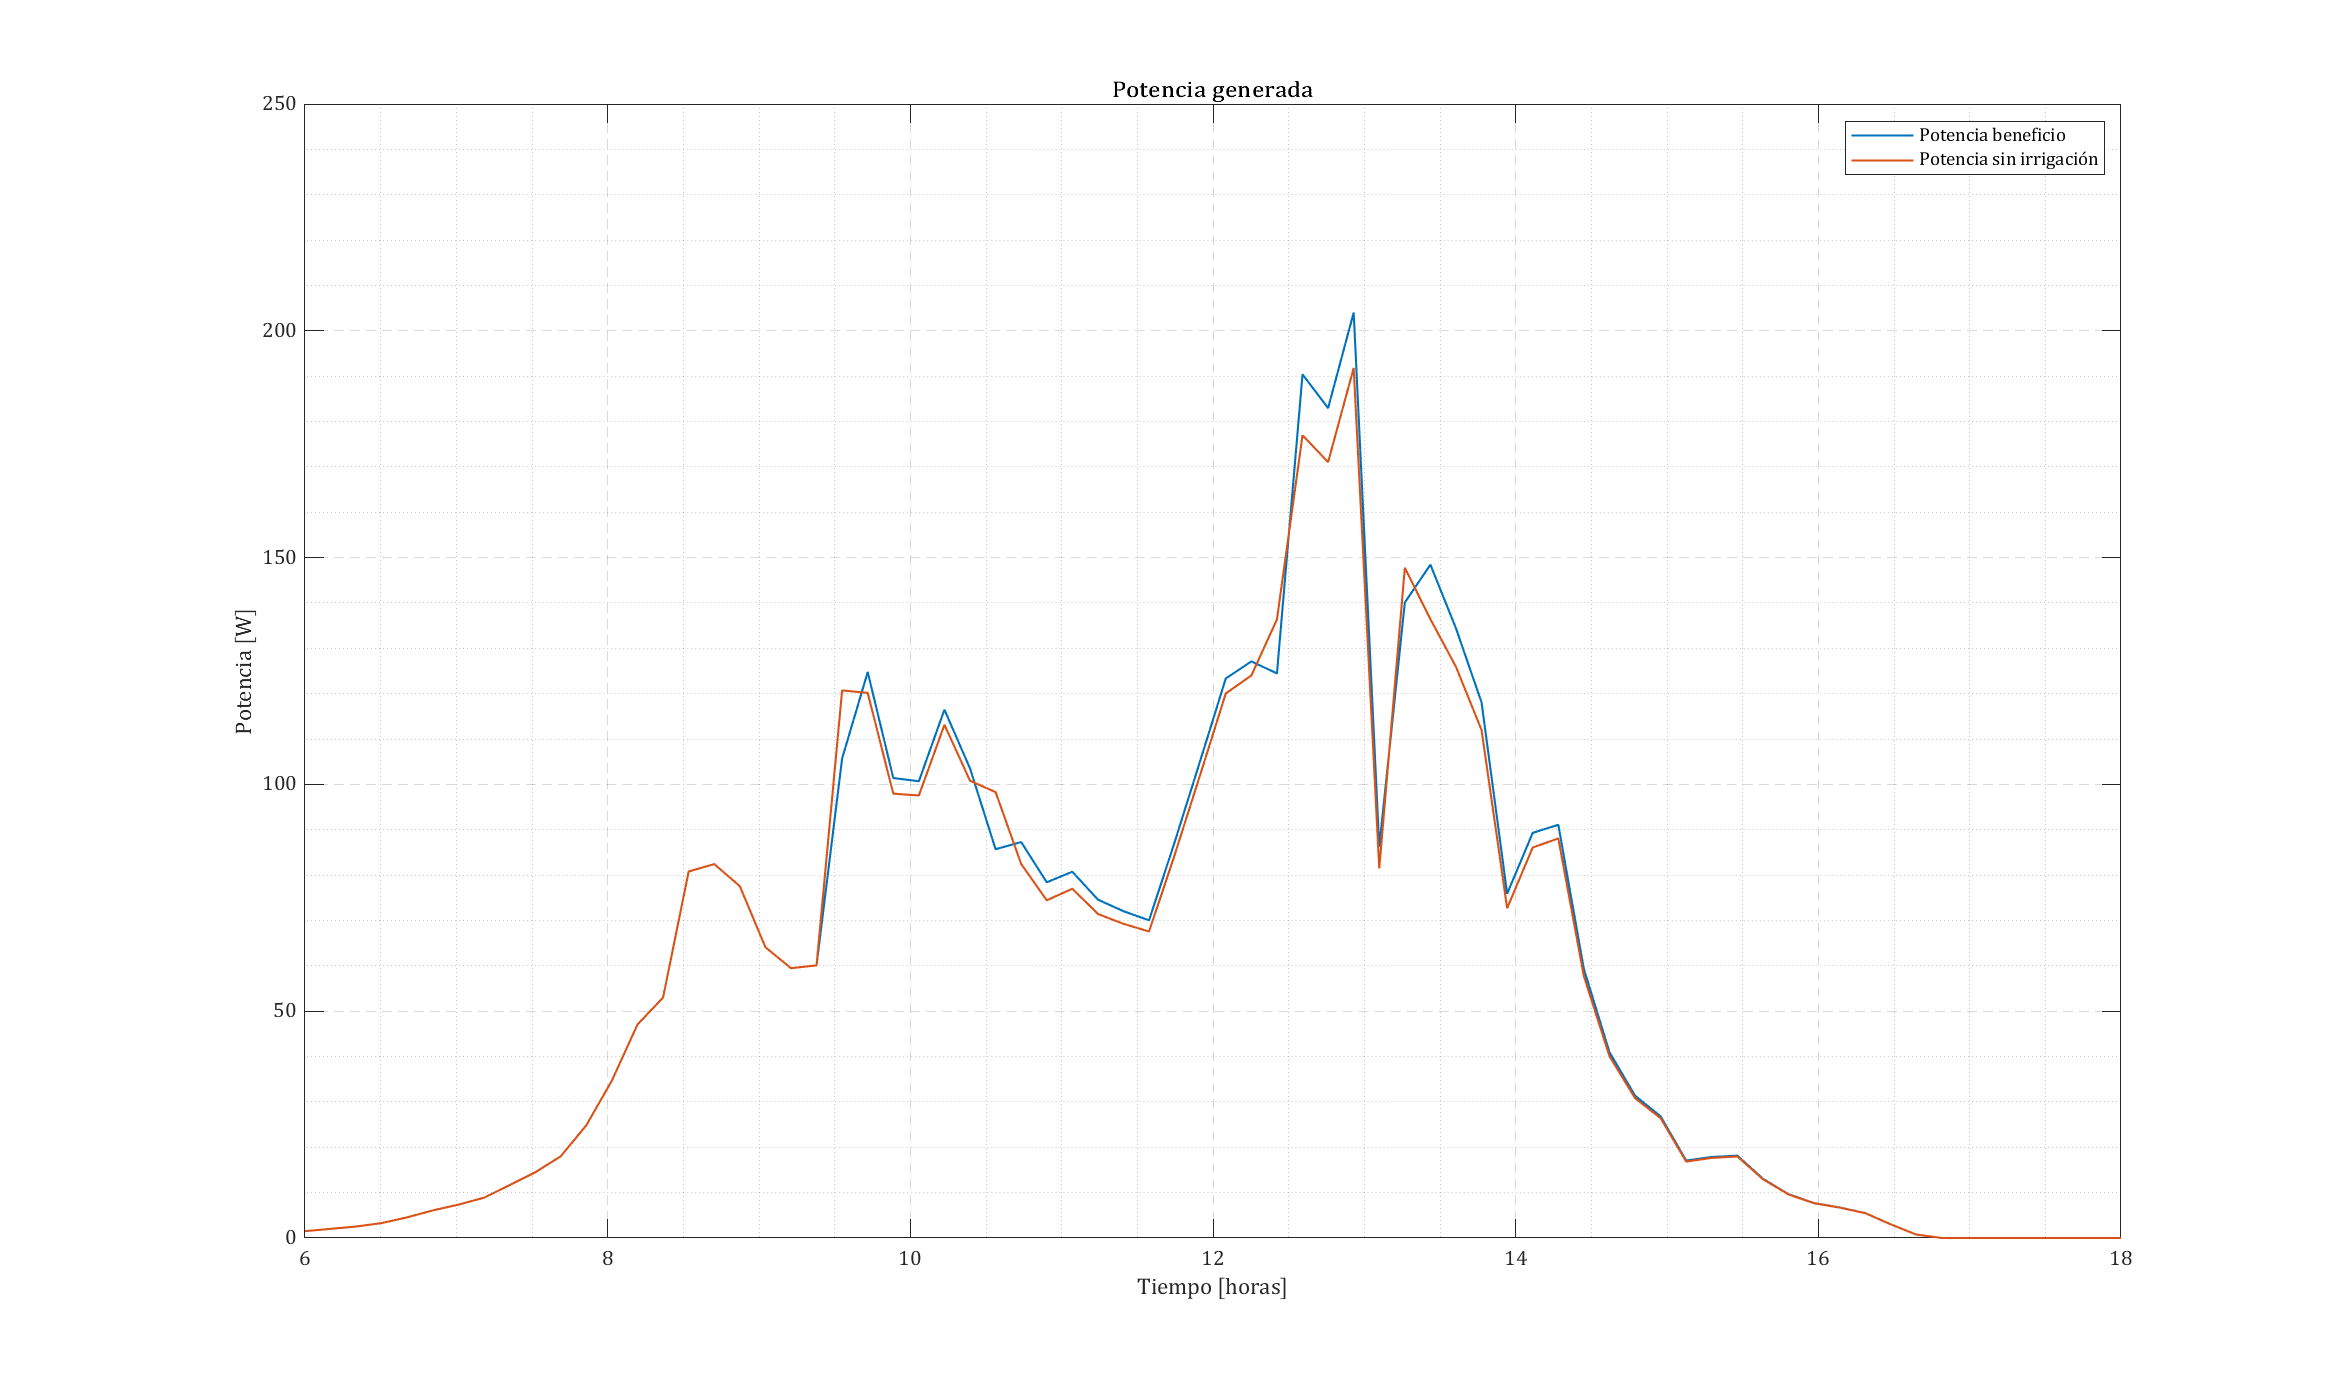 Potencia generada
250
200
150
100
50
0
Potencia [W]
Potencia beneficio
Potencia sin irrigación
6 8 10 12 14 16 18
Tiempo [horas]